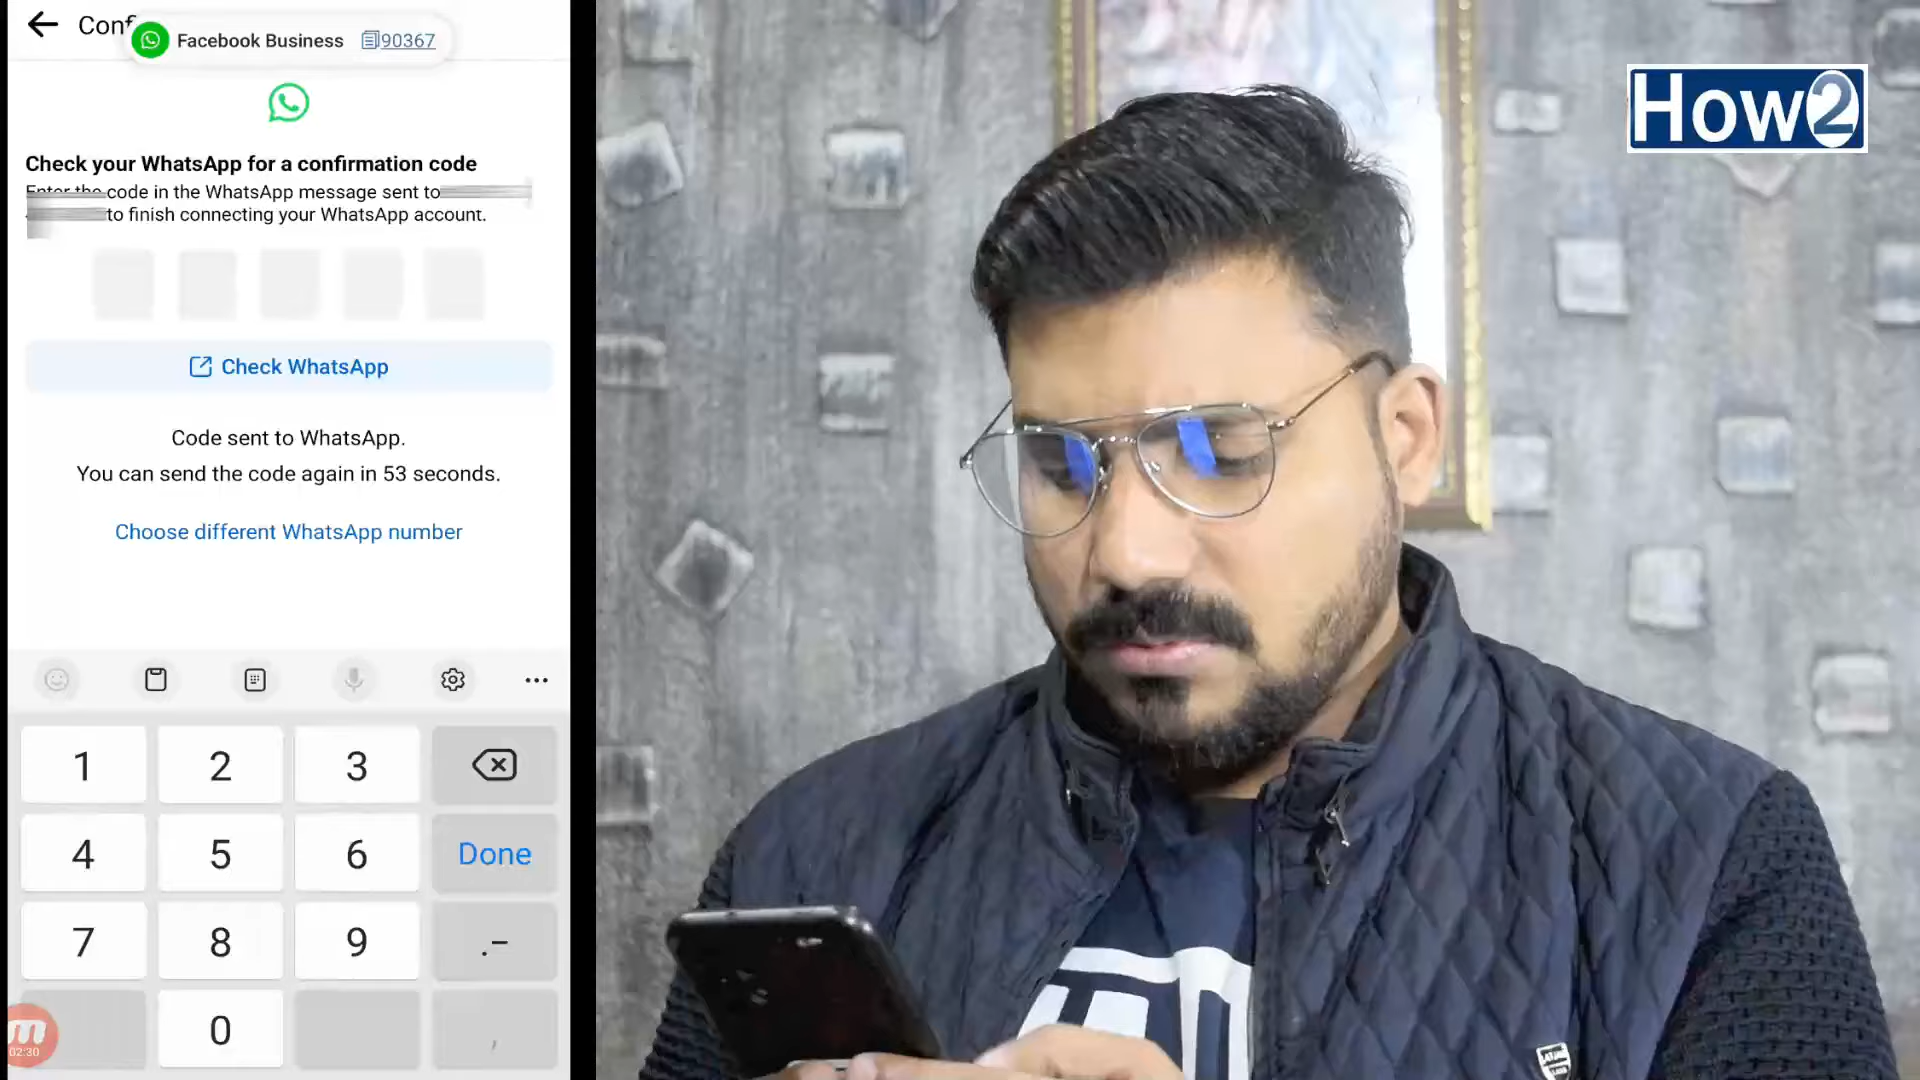 Conf
Facebook Business 90367
How2
Check your WhatsApp for a confirmation code
Enter the code in the WhatsApp message sent to
to finish connecting your WhatsApp account.
Check WhatsApp
Code sent to WhatsApp.
You can send the code again in 53 seconds.
Choose different WhatsApp number
1 2 3
4 5 6 Done
7 8 9 .-
0 ,
02:30